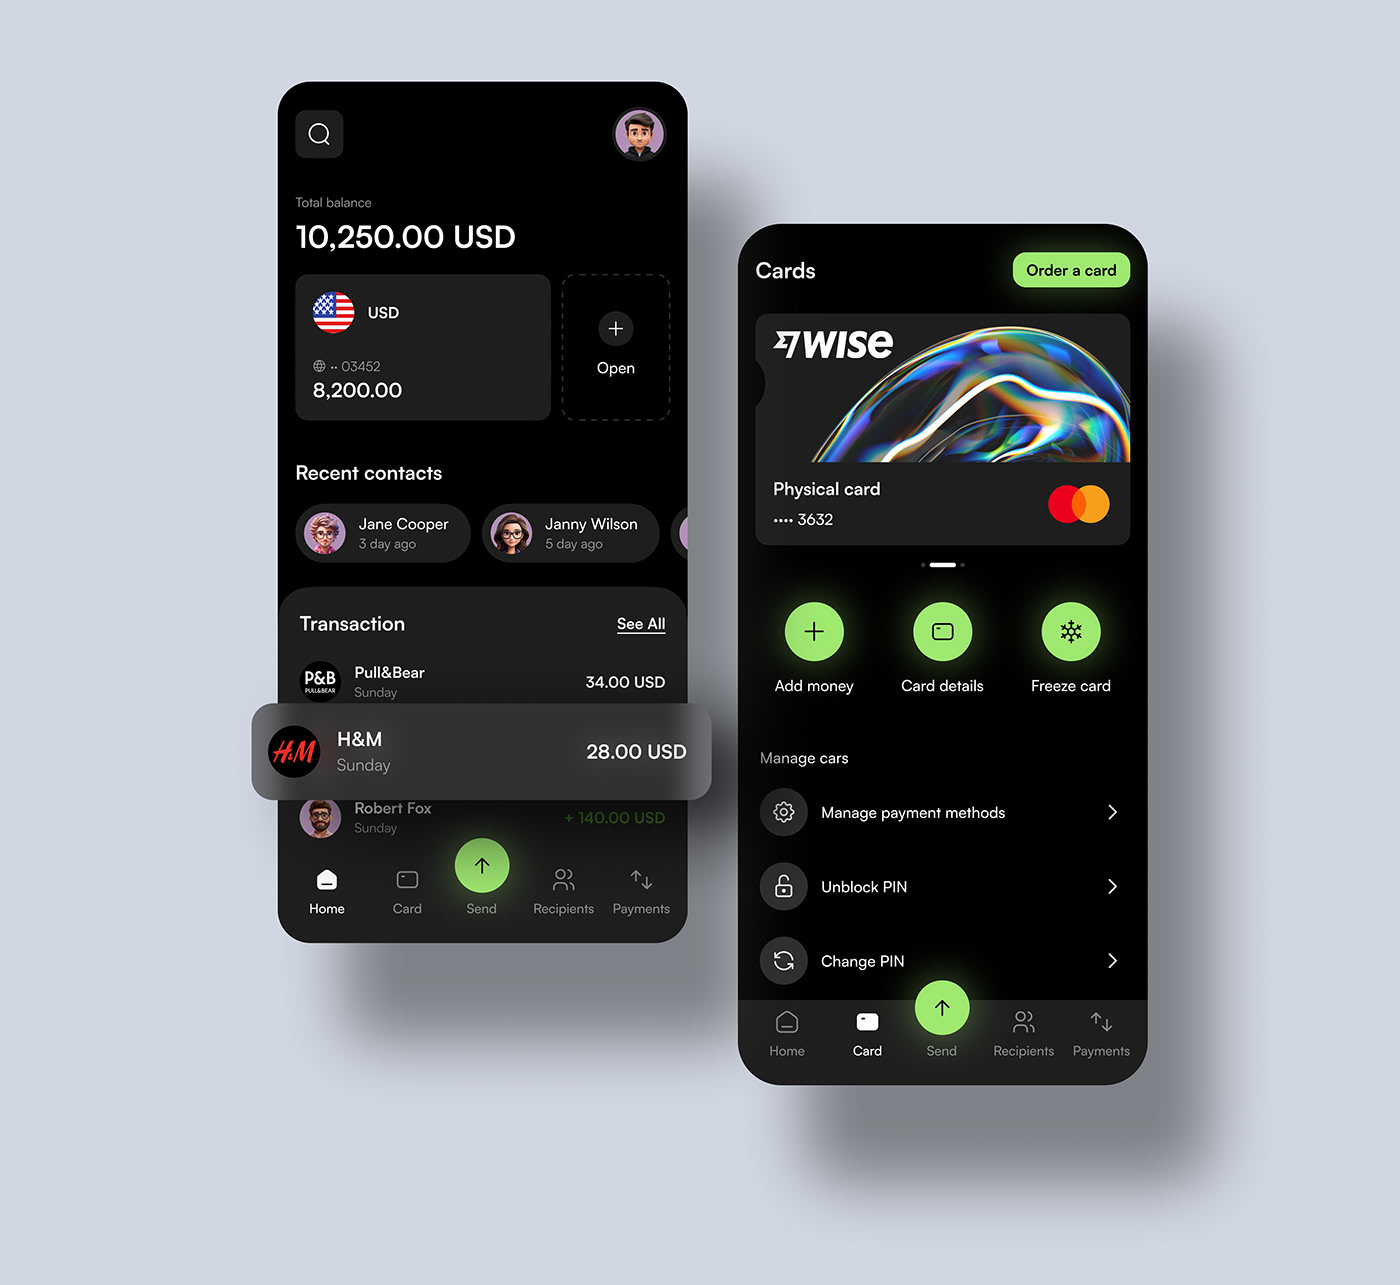 Total balance
10,250.00 USD
USD
·· 03452
8,200.00
Open
Recent contacts
Jane Cooper
3 day ago
Janny Wilson
5 day ago
Transaction
See All
P&B
PULL&BEAR
Pull&Bear
Sunday
34.00 USD
H&M
H&M
Sunday
28.00 USD
Robert Fox
Sunday
+ 140.00 USD
Home
Card
Send
Recipients
Payments
Cards
Order a card
WISE
Physical card
•••• 3632
Add money
Card details
Freeze card
Manage cars
Manage payment methods
Unblock PIN
Change PIN
Home
Card
Send
Recipients
Payments